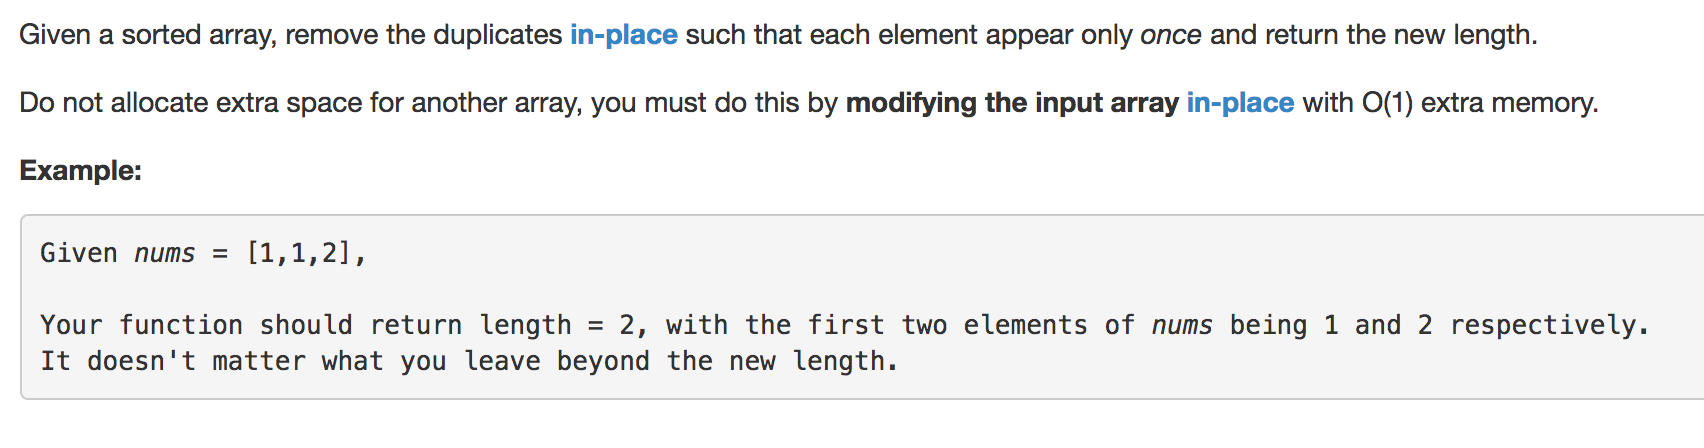 Given a sorted array, remove the duplicates in-place such that each element appear only once and return the new length.
Do not allocate extra space for another array, you must do this by modifying the input array in-place with O(1) extra memory.
Example:
Given nums = [1,1,2],
Your function should return length = 2, with the first two elements of nums being 1 and 2 respectively.
It doesn't matter what you leave beyond the new length.